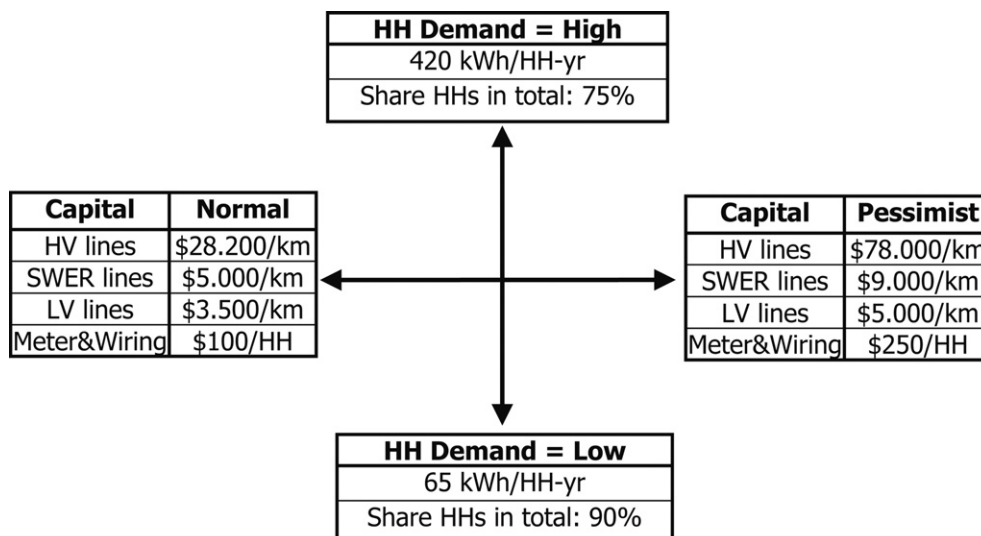 HH Demand = High
420 kWh/HH-yr
Share HHs in total: 75%
Capital Normal
HV lines $28.200/km
SWER lines $5.000/km
LV lines $3.500/km
Meter&Wiring $100/HH
Capital Pessimist
HV lines $78.000/km
SWER lines $9.000/km
LV lines $5.000/km
Meter&Wiring $250/HH
HH Demand = Low
65 kWh/HH-yr
Share HHs in total: 90%